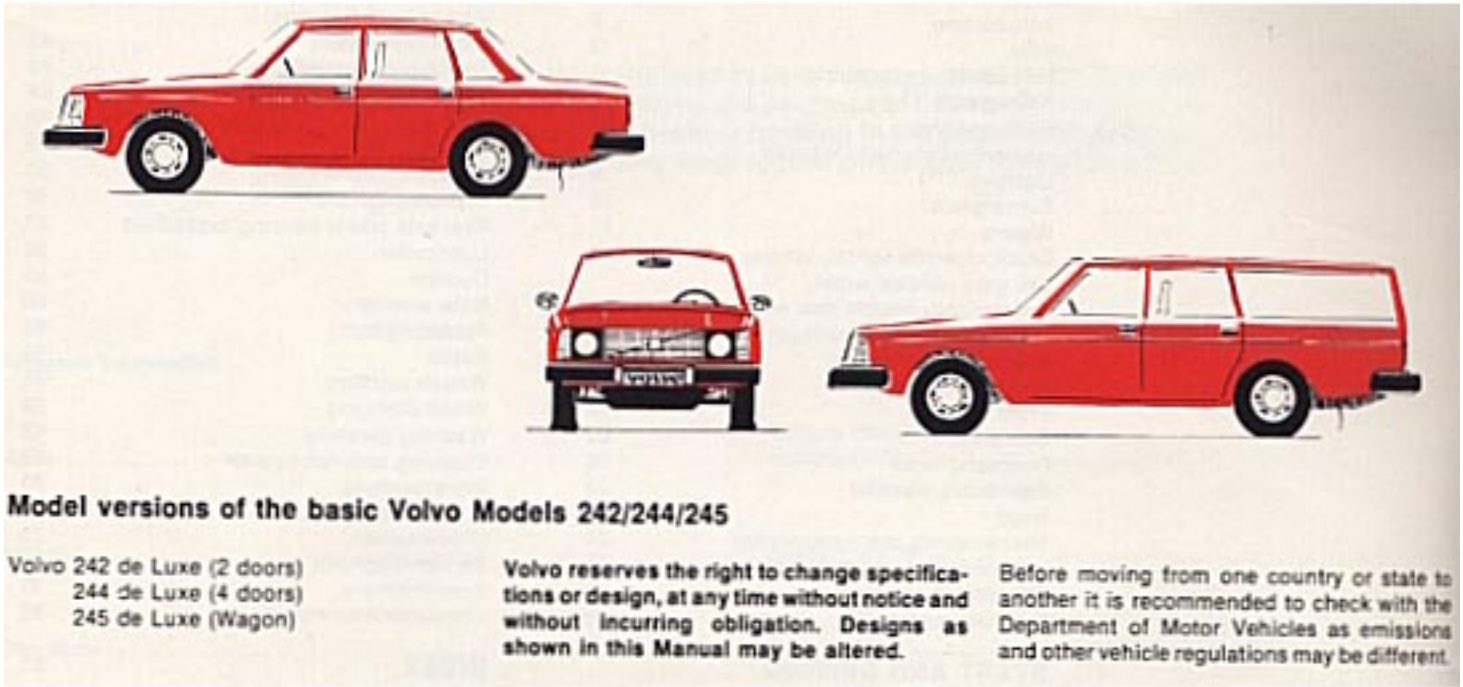 VOLVO
Model versions of the basic Volvo Models 242/244/245
Volvo 242 de Luxe (2 doors)
244 de Luxe (4 doors)
245 de Luxe (Wagon)
Volvo reserves the right to change specifica-
tions or design, at any time without notice and
without incurring obligation. Designs as
shown in this Manual may be altered.
Before moving from one country or state to
another it is recommended to check with the
Department of Motor Vehicles as emissions
and other vehicle regulations may be different.